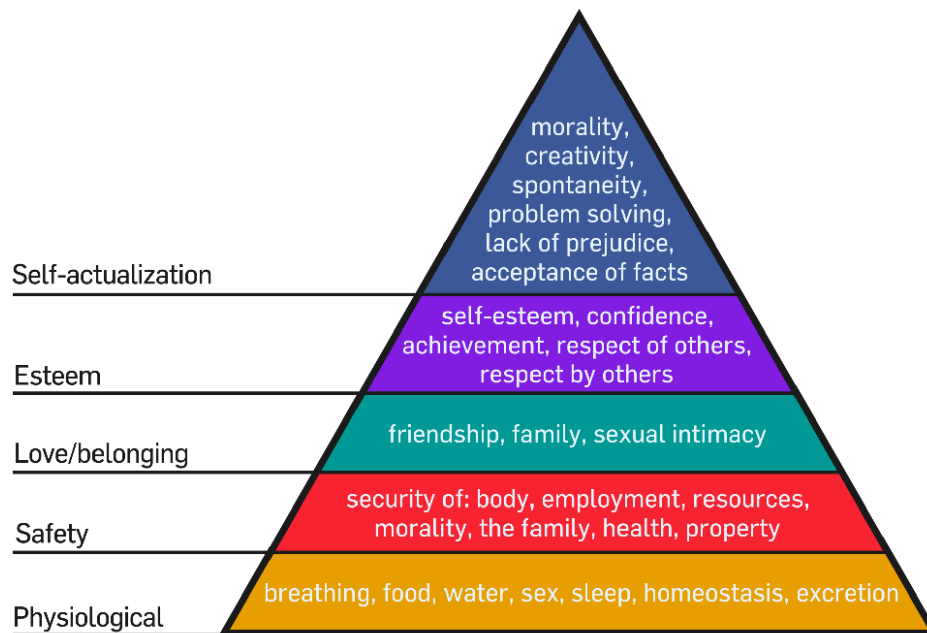 morality,
creativity,
spontaneity,
problem solving,
lack of prejudice,
acceptance of facts
Self-actualization
self-esteem, confidence,
achievement, respect of others,
respect by others
Esteem
friendship, family, sexual intimacy
Love/belonging
security of: body, employment, resources,
morality, the family, health, property
Safety
breathing, food, water, sex, sleep, homeostasis, excretion
Physiological